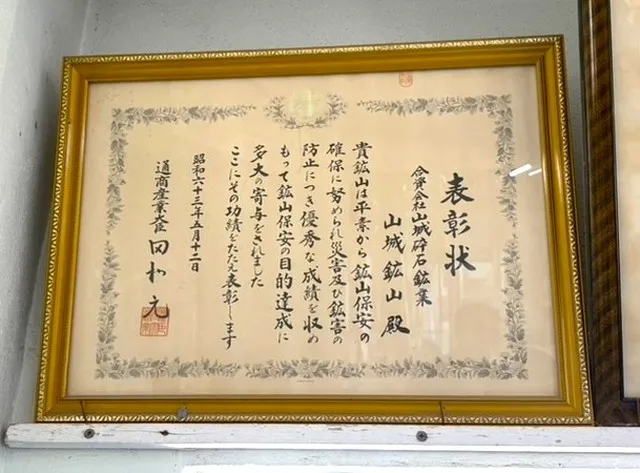 表彰状
合資会社山城砕石鉱業
山城鉱山殿
貴鉱山は平素から鉱山保安の
確保に努められ災害及び鉱害の
防止につき優秀な成績を収め
もって鉱山保安の目的達成に
多大の寄与をされました
ここにその功績をたたえ表彰します
昭和六十三年五月十二日
通商産業大臣 田村元